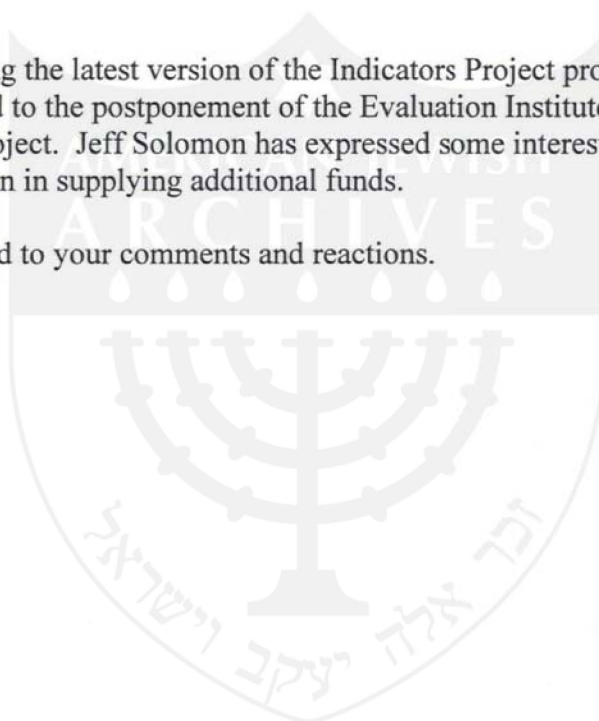 g the latest version of the Indicators Project pro
l to the postponement of the Evaluation Institute
oject. Jeff Solomon has expressed some interes
n in supplying additional funds.
d to your comments and reactions.
AMERICAN JEWISH
ARCHIVES
זכר אלה יעקב וישראל